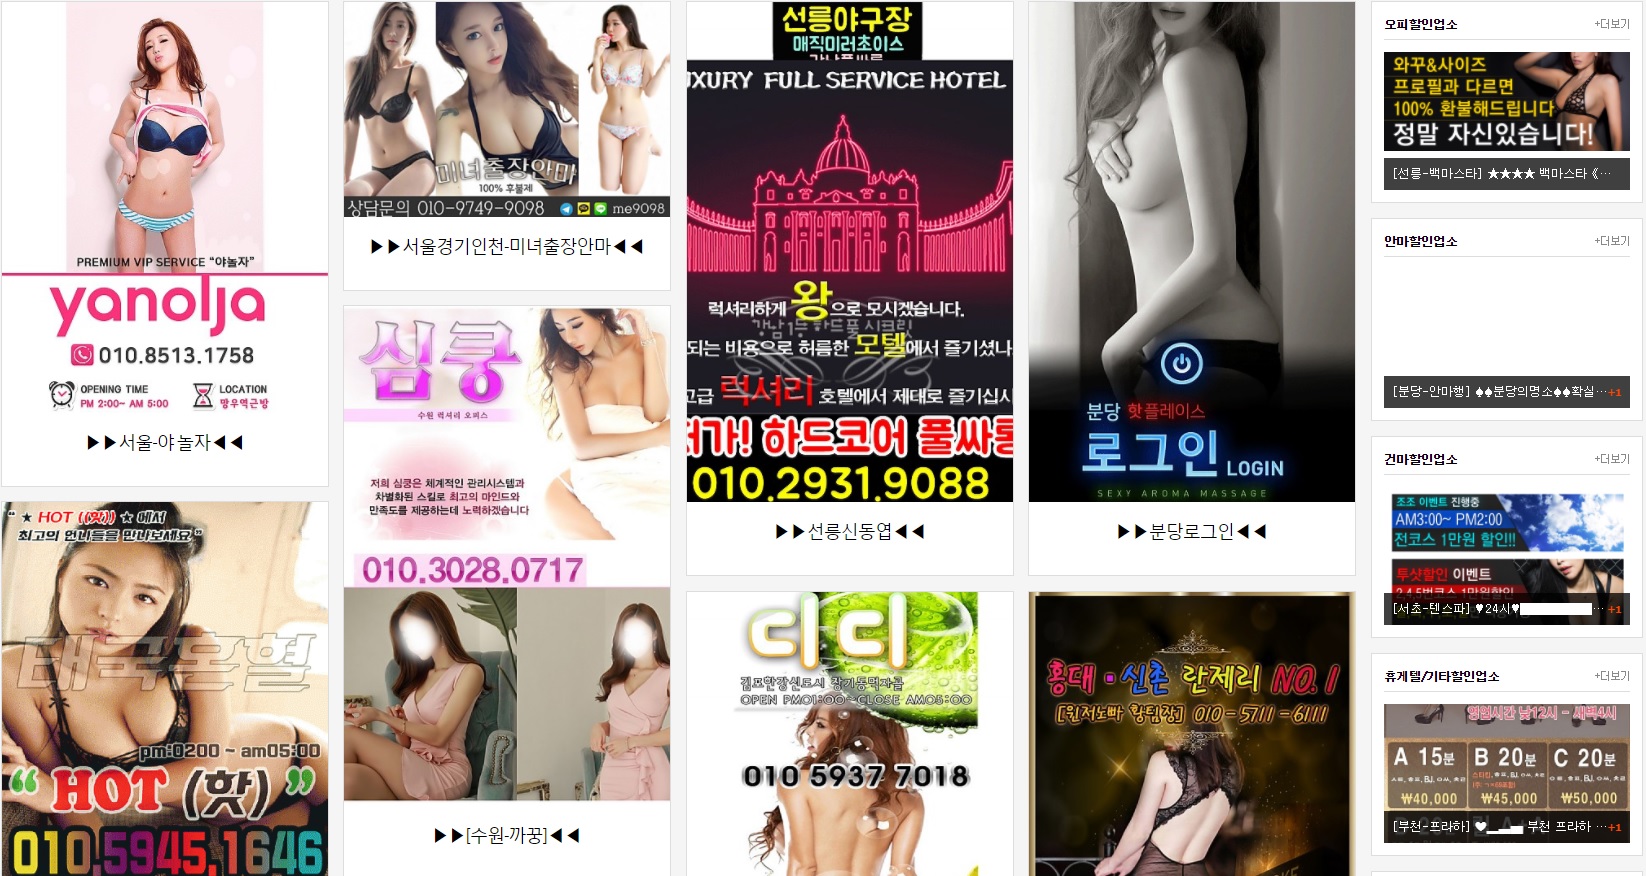 PREMIUM VIP SERVICE “야놀자”
yanolja
010.8513.1758
OPENING TIME
PM 2:00~ AM 5:00
LOCATION
망우역근방
▶▶서울-야놀자◀◀
“ ★ HOT ((핫)) ★ 에서
최고의 언니들을 만나보세요 ”
태국호텔
pm:0200 ~ am05:00
“ HOT (핫) ”
010.5945.1646
미녀출장안마
100% 후불제
상담문의 010-9749-9098
me9098
▶▶서울경기인천-미녀출장안마◀◀
심쿵
수원 럭셔리 오피스
저희 심쿵은 체계적인 관리시스템과
차별화된 스킬로 최고의 마인드와
만족도를 제공하는데 노력하겠습니다
010.3028.0717
▶▶[수원-까꿍]◀◀
선릉야구장
매직미러초이스
XURY FULL SERVICE HOTEL
럭셔리하게 왕으로 모시겠습니다.
되는 비용으로 허름한 모텔에서 즐기셨나
고급 럭셔리 호텔에서 제대로 즐기십시
저가! 하드코어 풀싸롱
010.2931.9088
▶▶선릉신동엽◀◀
디디
김포한강신도시 장기동먹자골
OPEN PM01:00~CLOSE AM05:00
010 5937 7018
분당 핫플레이스
로그인 LOGIN
SEXY AROMA MASSAGE
▶▶분당로그인◀◀
홍대·신촌 란제리 NO.1
[원저노빠 황팀장] 010-5711-6111
오피할인업소
+더보기
와꾸&사이즈
프로필과 다르면
100% 환불해드립니다
정말 자신있습니다!
[선릉-백마스타] ★★★★ 백마스타《…
안마할인업소
+더보기
[분당-안마행] ♠♠분당의명소♠♠확실…+1
건마할인업소
+더보기
조조 이벤트 진행중
AM3:00~ PM2:00
전코스 1만원 할인!!
투샷할인 이벤트
2,4,5번코스 1만원할인
[서초-텐스파] ♥24시♥██████… +1
휴게텔/기타할인업소
+더보기
영업시간 낮12시 - 새벽4시
A 15분
B 20분
C 20분
₩40,000
₩45,000
₩50,000
[부천-프라하] ♥▂▃▅ 부천 프라하 …+1